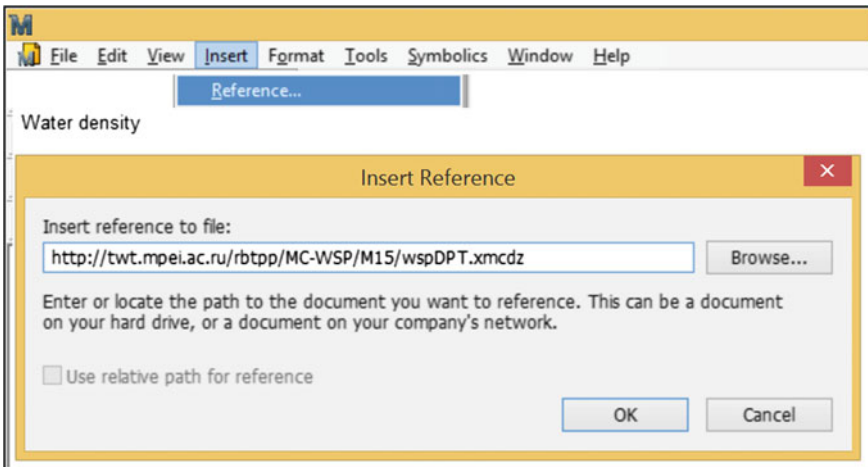 File Edit View Insert Format Tools Symbolics Window Help
Reference...
Water density
Insert Reference
Insert reference to file:
http://twt.mpei.ac.ru/rbtpp/MC-WSP/M15/wspDPT.xmcdz Browse...
Enter or locate the path to the document you want to reference. This can be a document
on your hard drive, or a document on your company's network.
Use relative path for reference
OK Cancel